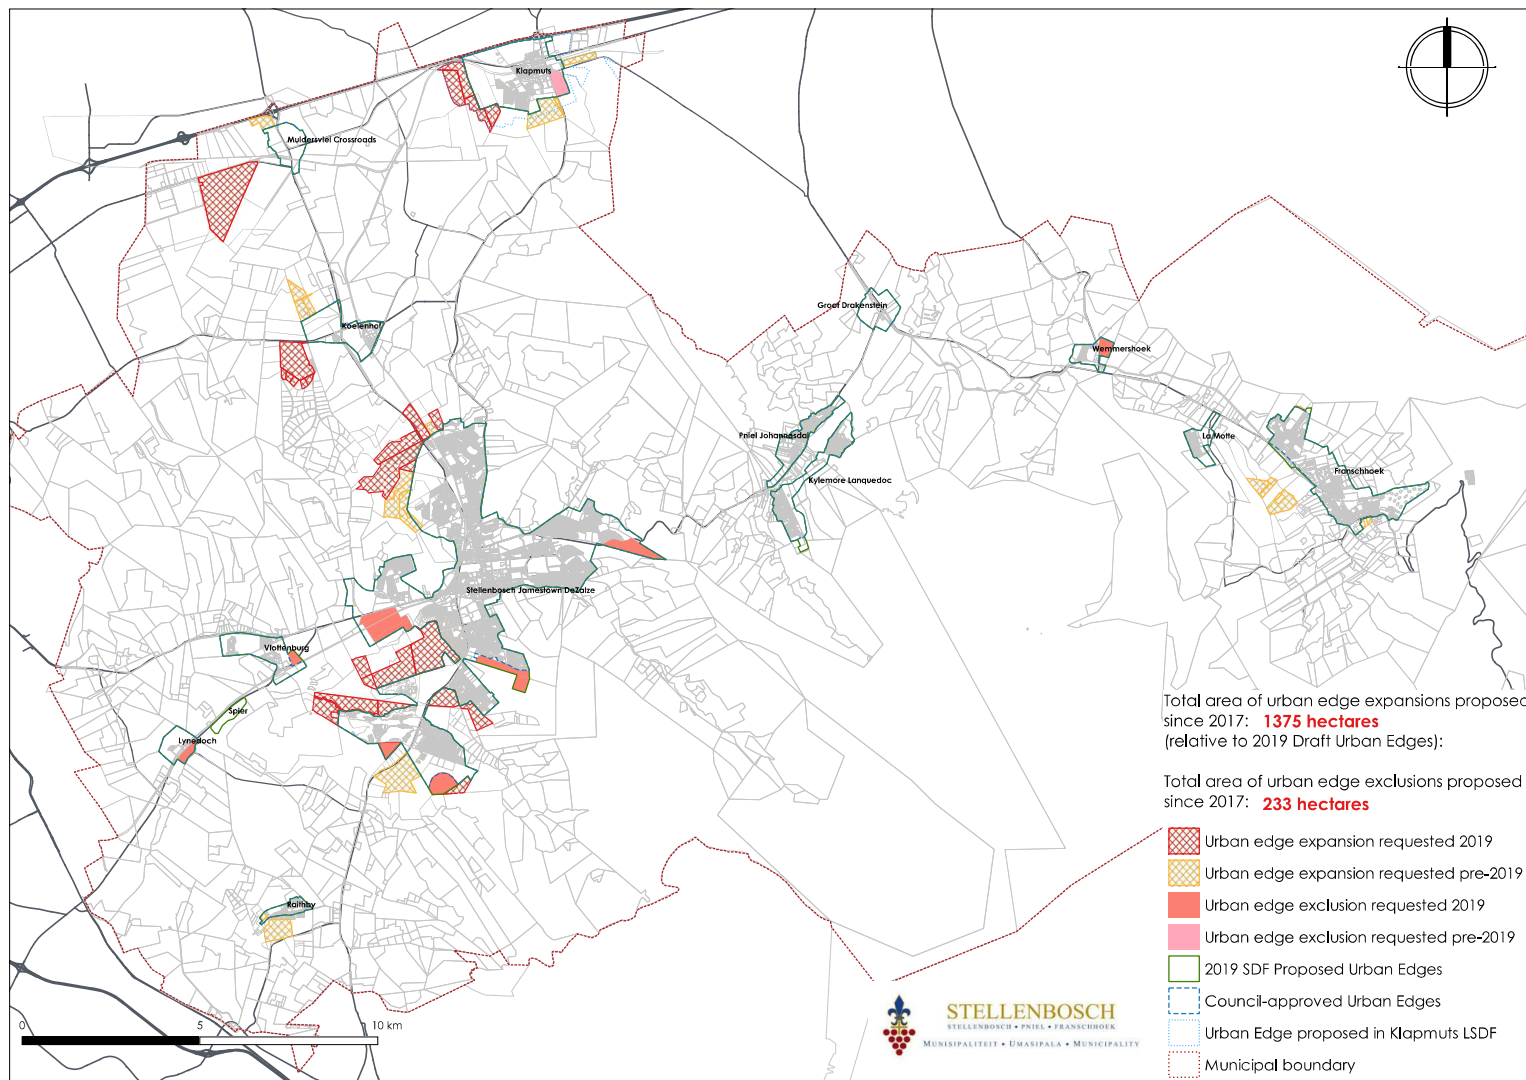 Klapmuts
Muldersvlei Crossroads
Koelenhof
Groot Drakenstein
Wemmershoek
Pniel Johannesdal
La Motte
Franschhoek
Kylemore Lanquedoc
Stellenbosch Jamestown DeZalze
Vlottenburg
Spier
Lynedoch
Raithby
Total area of urban edge expansions proposed
since 2017: 1375 hectares
(relative to 2019 Draft Urban Edges):
Total area of urban edge exclusions proposed
since 2017: 233 hectares
Urban edge expansion requested 2019
Urban edge expansion requested pre-2019
Urban edge exclusion requested 2019
Urban edge exclusion requested pre-2019
2019 SDF Proposed Urban Edges
Council-approved Urban Edges
Urban Edge proposed in Klapmuts LSDF
Municipal boundary
0 5 10 km
STELLENBOSCH
STELLENBOSCH • PNIEL • FRANSCHHOEK
MUNISIPALITEIT • UMASIPALA • MUNICIPALITY